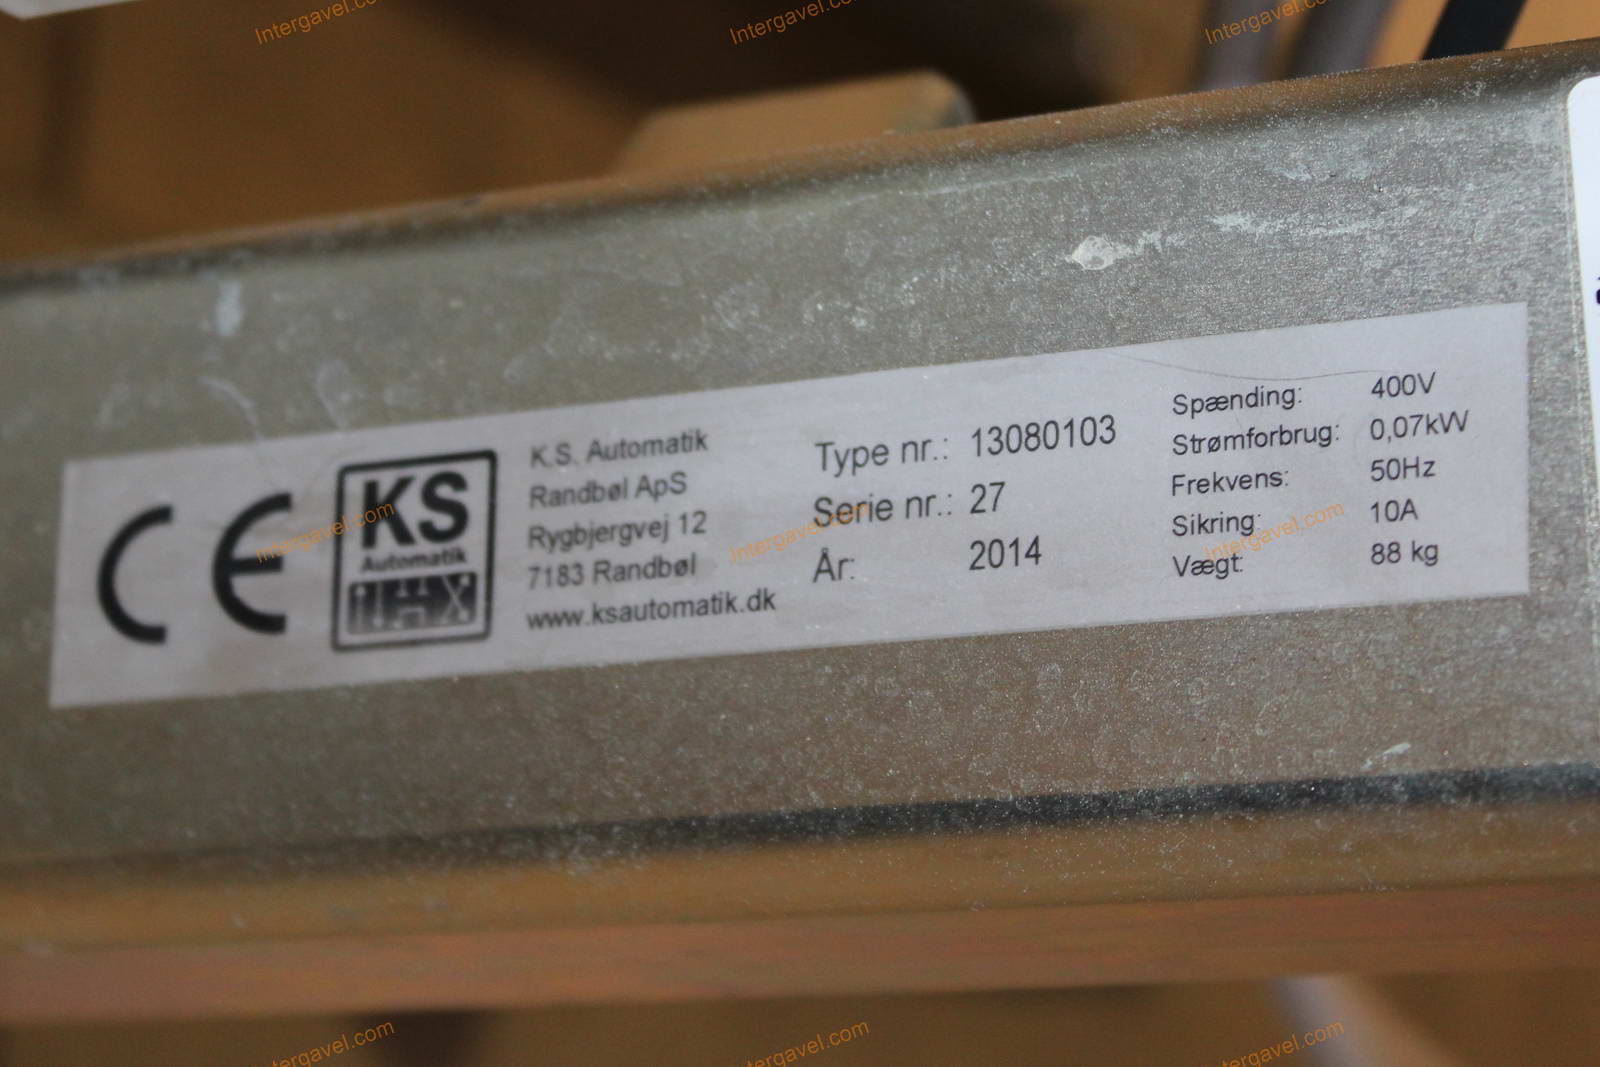 Intergavel.com
Intergavel.com
Intergavel.com
CE
KS
Automatik
K.S. Automatik
Randbøl ApS
Rygbjergvej 12
7183 Randbøl
www.ksautomatik.dk
Type nr.: 13080103
Serie nr.: 27
År: 2014
Spænding: 400V
Strømforbrug: 0,07kW
Frekvens: 50Hz
Sikring: 10A
Vægt: 88 kg
Intergavel.com
Intergavel.com
Intergavel.com
Intergavel.com
Intergavel.com
Intergavel.com